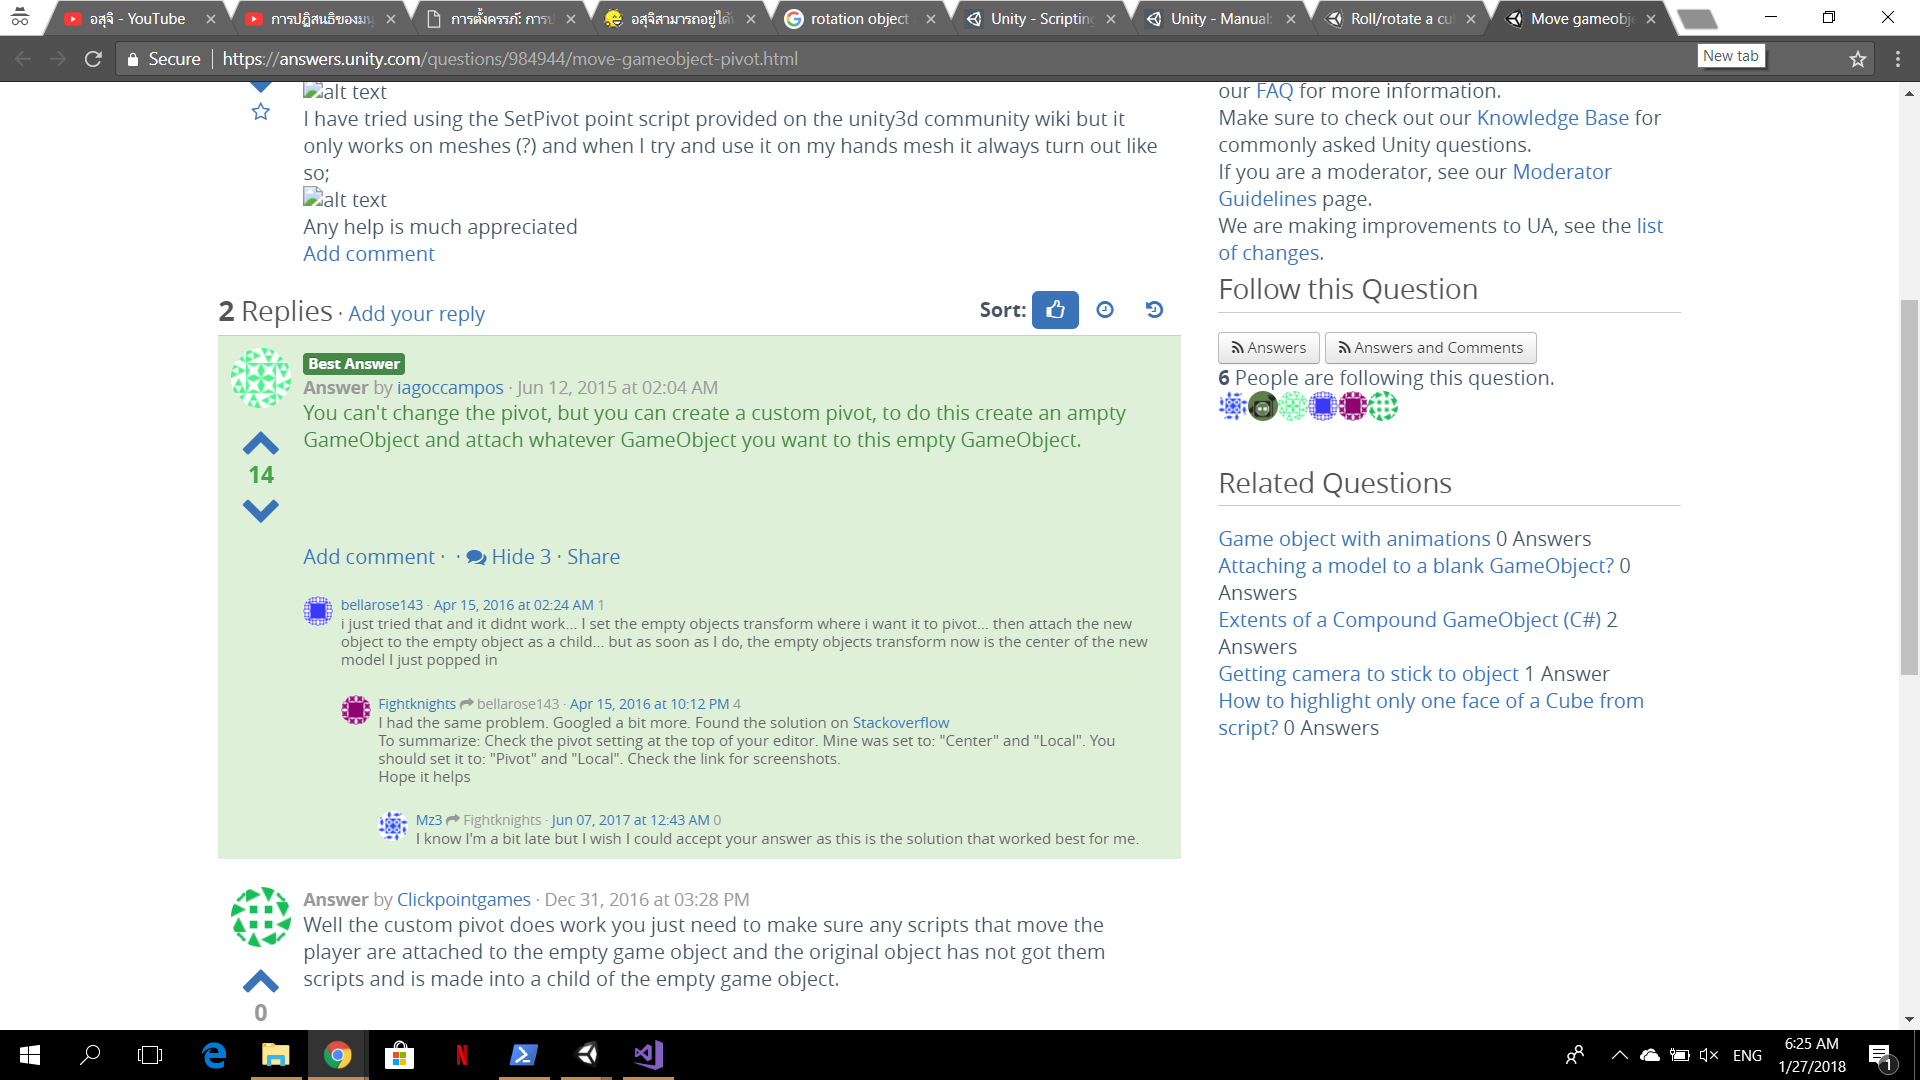 อสุจิ - YouTube
การปฏิสนธิของมน
การตั้งครรภ์: การป
อสุจิสามารถอยู่ได้
rotation object
Unity - Scripting
Unity - Manual:
Roll/rotate a cu
Move gameobj
Secure
https://answers.unity.com/questions/984944/move-gameobject-pivot.html
New tab
alt text
I have tried using the SetPivot point script provided on the unity3d community wiki but it
only works on meshes (?) and when I try and use it on my hands mesh it always turn out like
so;
alt text
Any help is much appreciated
Add comment
2 Replies · Add your reply
Sort:
Best Answer
Answer by iagoccampos · Jun 12, 2015 at 02:04 AM
You can't change the pivot, but you can create a custom pivot, to do this create an ampty
GameObject and attach whatever GameObject you want to this empty GameObject.
14
Add comment · · Hide 3 · Share
bellarose143 · Apr 15, 2016 at 02:24 AM 1
i just tried that and it didnt work... I set the empty objects transform where i want it to pivot... then attach the new
object to the empty object as a child... but as soon as I do, the empty objects transform now is the center of the new
model I just popped in
Fightknights bellarose143 · Apr 15, 2016 at 10:12 PM 4
I had the same problem. Googled a bit more. Found the solution on Stackoverflow
To summarize: Check the pivot setting at the top of your editor. Mine was set to: "Center" and "Local". You
should set it to: "Pivot" and "Local". Check the link for screenshots.
Hope it helps
Mz3 Fightknights · Jun 07, 2017 at 12:43 AM 0
I know I'm a bit late but I wish I could accept your answer as this is the solution that worked best for me.
Answer by Clickpointgames · Dec 31, 2016 at 03:28 PM
Well the custom pivot does work you just need to make sure any scripts that move the
player are attached to the empty game object and the original object has not got them
scripts and is made into a child of the empty game object.
0
our FAQ for more information.
Make sure to check out our Knowledge Base for
commonly asked Unity questions.
If you are a moderator, see our Moderator
Guidelines page.
We are making improvements to UA, see the list
of changes.
Follow this Question
Answers
Answers and Comments
6 People are following this question.
Related Questions
Game object with animations 0 Answers
Attaching a model to a blank GameObject? 0
Answers
Extents of a Compound GameObject (C#) 2
Answers
Getting camera to stick to object 1 Answer
How to highlight only one face of a Cube from
script? 0 Answers
ENG
6:25 AM
1/27/2018
1